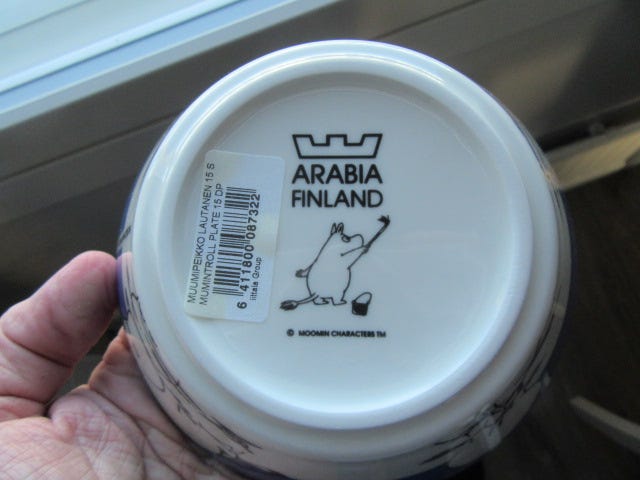 ARABIA
FINLAND
© MOOMIN CHARACTERS TM
MUUMIPEIKKO LAUTANEN 15 S
MUMINTROLL PLATE 15 DP
6 411800 087322
iittala Group